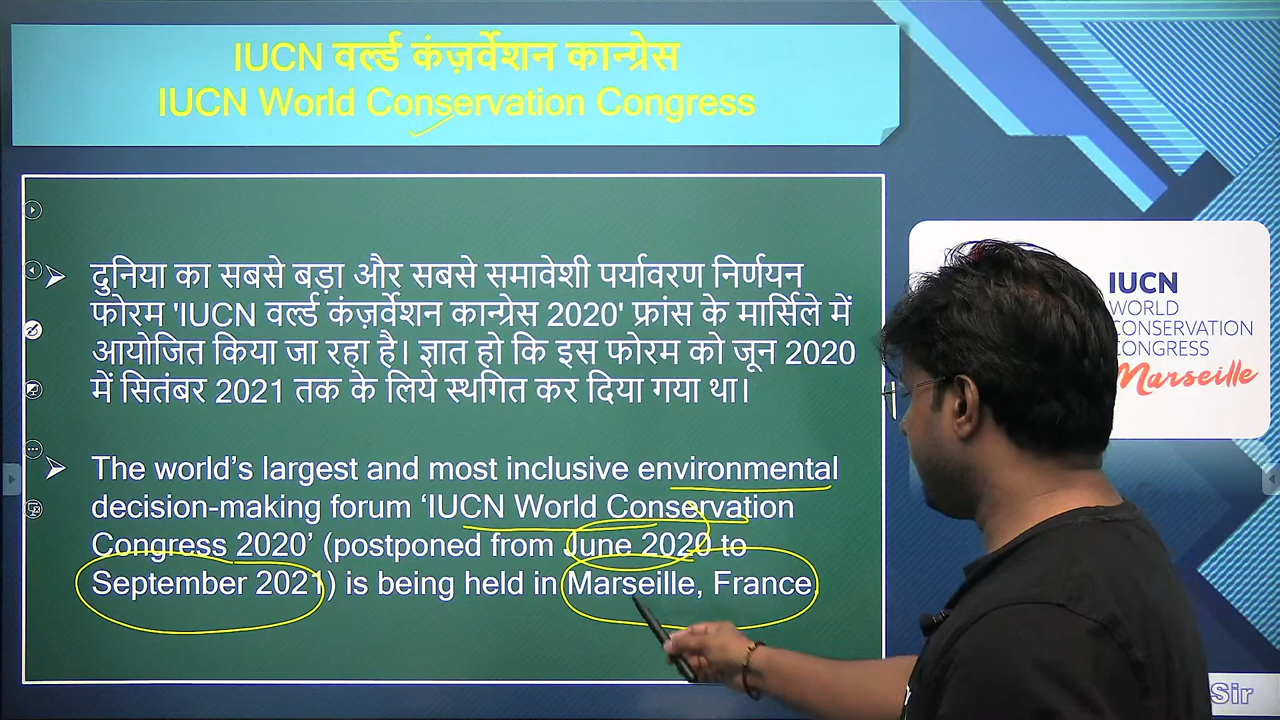 IUCN वर्ल्ड कंज़र्वेशन कान्ग्रेस
IUCN World Conservation Congress
दुनिया का सबसे बड़ा और सबसे समावेशी पर्यावरण निर्णयन
फोरम 'IUCN वर्ल्ड कंज़र्वेशन कान्ग्रेस 2020' फ्रांस के मार्सिले में
आयोजित किया जा रहा है। ज्ञात हो कि इस फोरम को जून 2020
में सितंबर 2021 तक के लिये स्थगित कर दिया गया था।
The world’s largest and most inclusive environmental
decision-making forum ‘IUCN World Conservation
Congress 2020’ (postponed from June 2020 to
September 2021) is being held in Marseille, France.
IUCN
WORLD
CONSERVATION
CONGRESS
Marseille
Sir